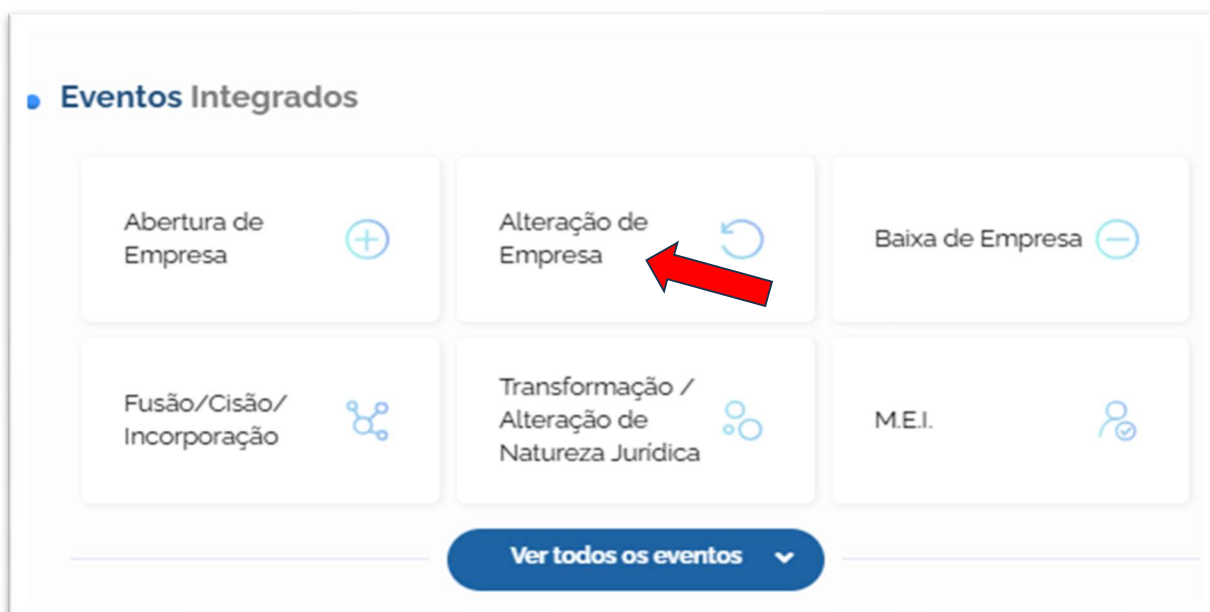 Eventos Integrados
Abertura de
Empresa
Alteração de
Empresa
Baixa de Empresa
Fusão/Cisão/
Incorporação
Transformação /
Alteração de
Natureza Jurídica
M.E.I.
Ver todos os eventos